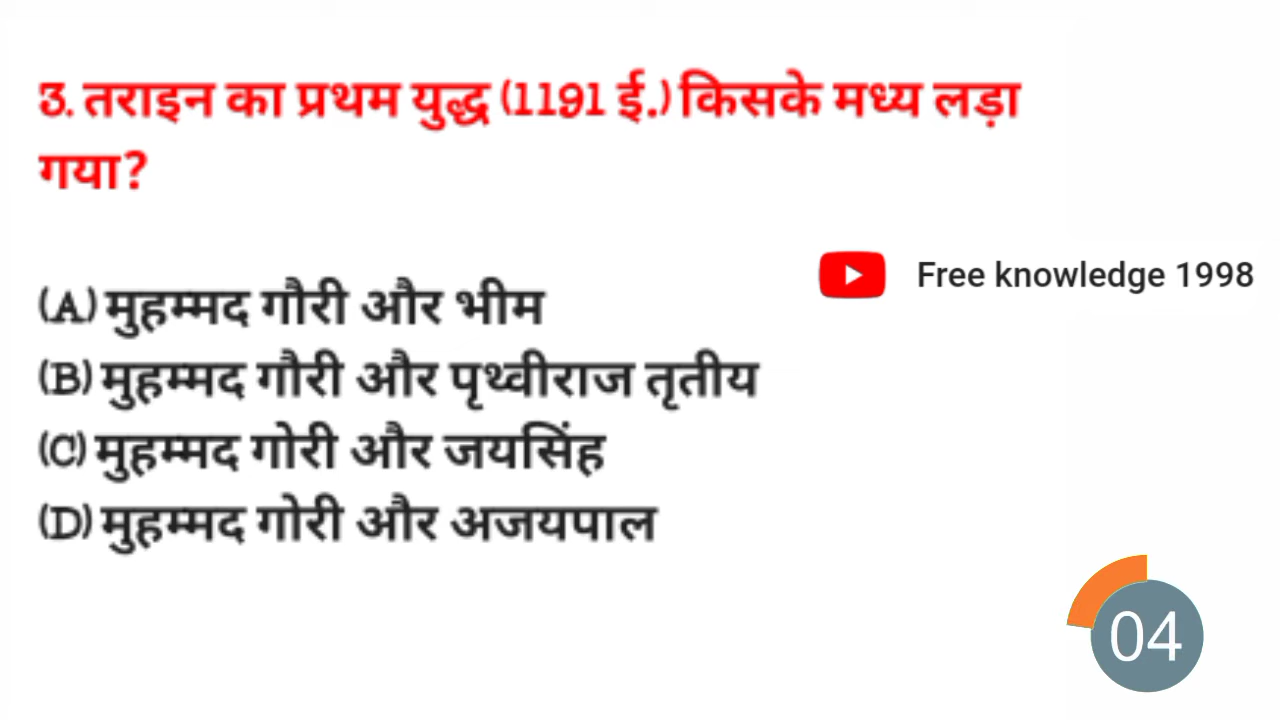 3. तराइन का प्रथम युद्ध (1191 ई.) किसके मध्य लड़ा
गया?
Free knowledge 1998
(A) मुहम्मद गौरी और भीम
(B) मुहम्मद गौरी और पृथ्वीराज तृतीय
(C) मुहम्मद गोरी और जयसिंह
(D) मुहम्मद गोरी और अजयपाल
04